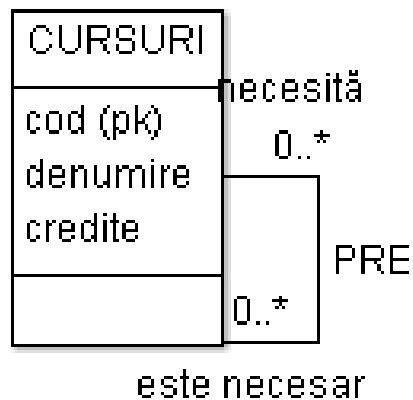 CURSURI
necesită
cod (pk)
0..*
denumire
credite
PRE
0..*
este necesar